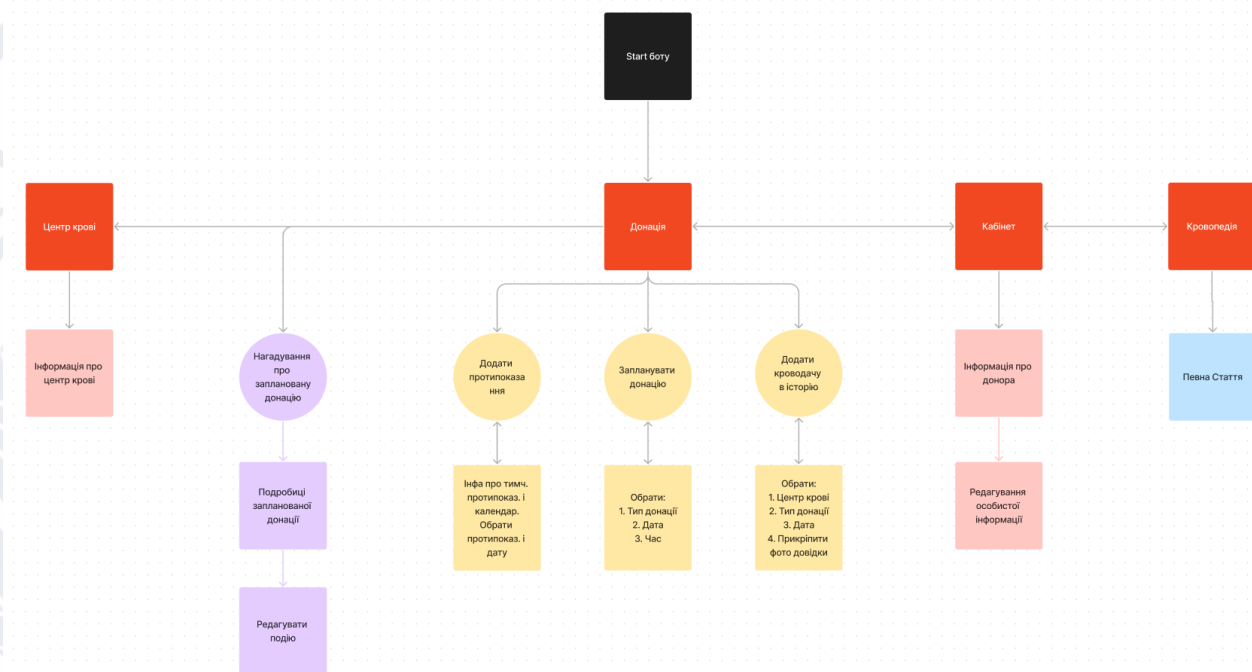 Start боту
Центр крові
Донація
Кабінет
Кровопедія
Інформація про
центр крові
Нагадування
про
заплановану
донацію
Додати
протипоказа
ння
Запланувати
донацію
Додати
кроводачу
в історію
Інформація про
донора
Певна Стаття
Подробиці
запланованої
донації
Інфа про тимч.
протипоказ. і
календар.
Обрати
протипоказ. і
дату
Обрати:
1. Тип донації
2. Дата
3. Час
Обрати:
1. Центр крові
2. Тип донації
3. Дата
4. Прикріпити
фото довідки
Редагування
особистої
інформації
Редагувати
подію